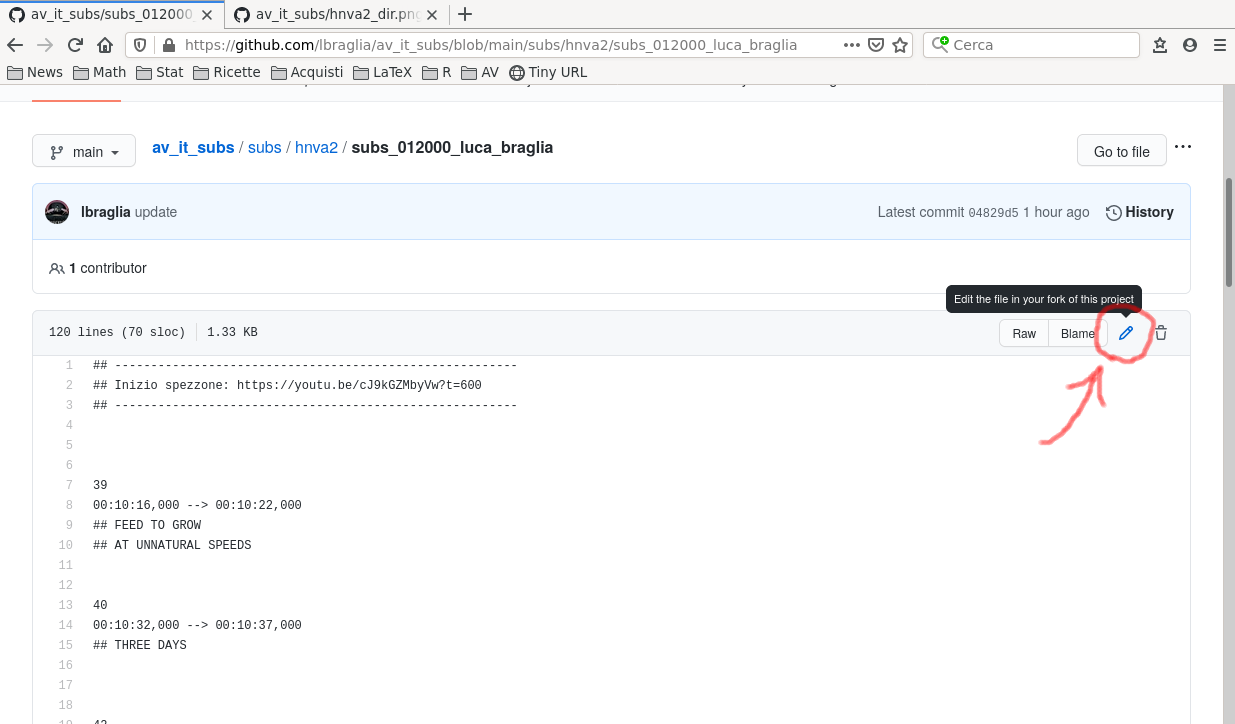 av_it_subs/subs_012000_
av_it_subs/hnva2_dir.png
https://github.com/lbraglia/av_it_subs/blob/main/subs/hnva2/subs_012000_luca_braglia
Cerca
News Math Stat Ricette Acquisti LaTeX R AV Tiny URL
main
av_it_subs / subs / hnva2 / subs_012000_luca_braglia
Go to file
lbraglia update
Latest commit 04829d5 1 hour ago
History
1 contributor
Edit the file in your fork of this project
120 lines (70 sloc) 1.33 KB
Raw Blame
1 ## --------------------------------------------------------
2 ## Inizio spezzone: https://youtu.be/cJ9kGZMbyVw?t=600
3 ## --------------------------------------------------------
4
5
6
7 39
8 00:10:16,000 --> 00:10:22,000
9 ## FEED TO GROW
10 ## AT UNNATURAL SPEEDS
11
12
13 40
14 00:10:32,000 --> 00:10:37,000
15 ## THREE DAYS
16
17
18